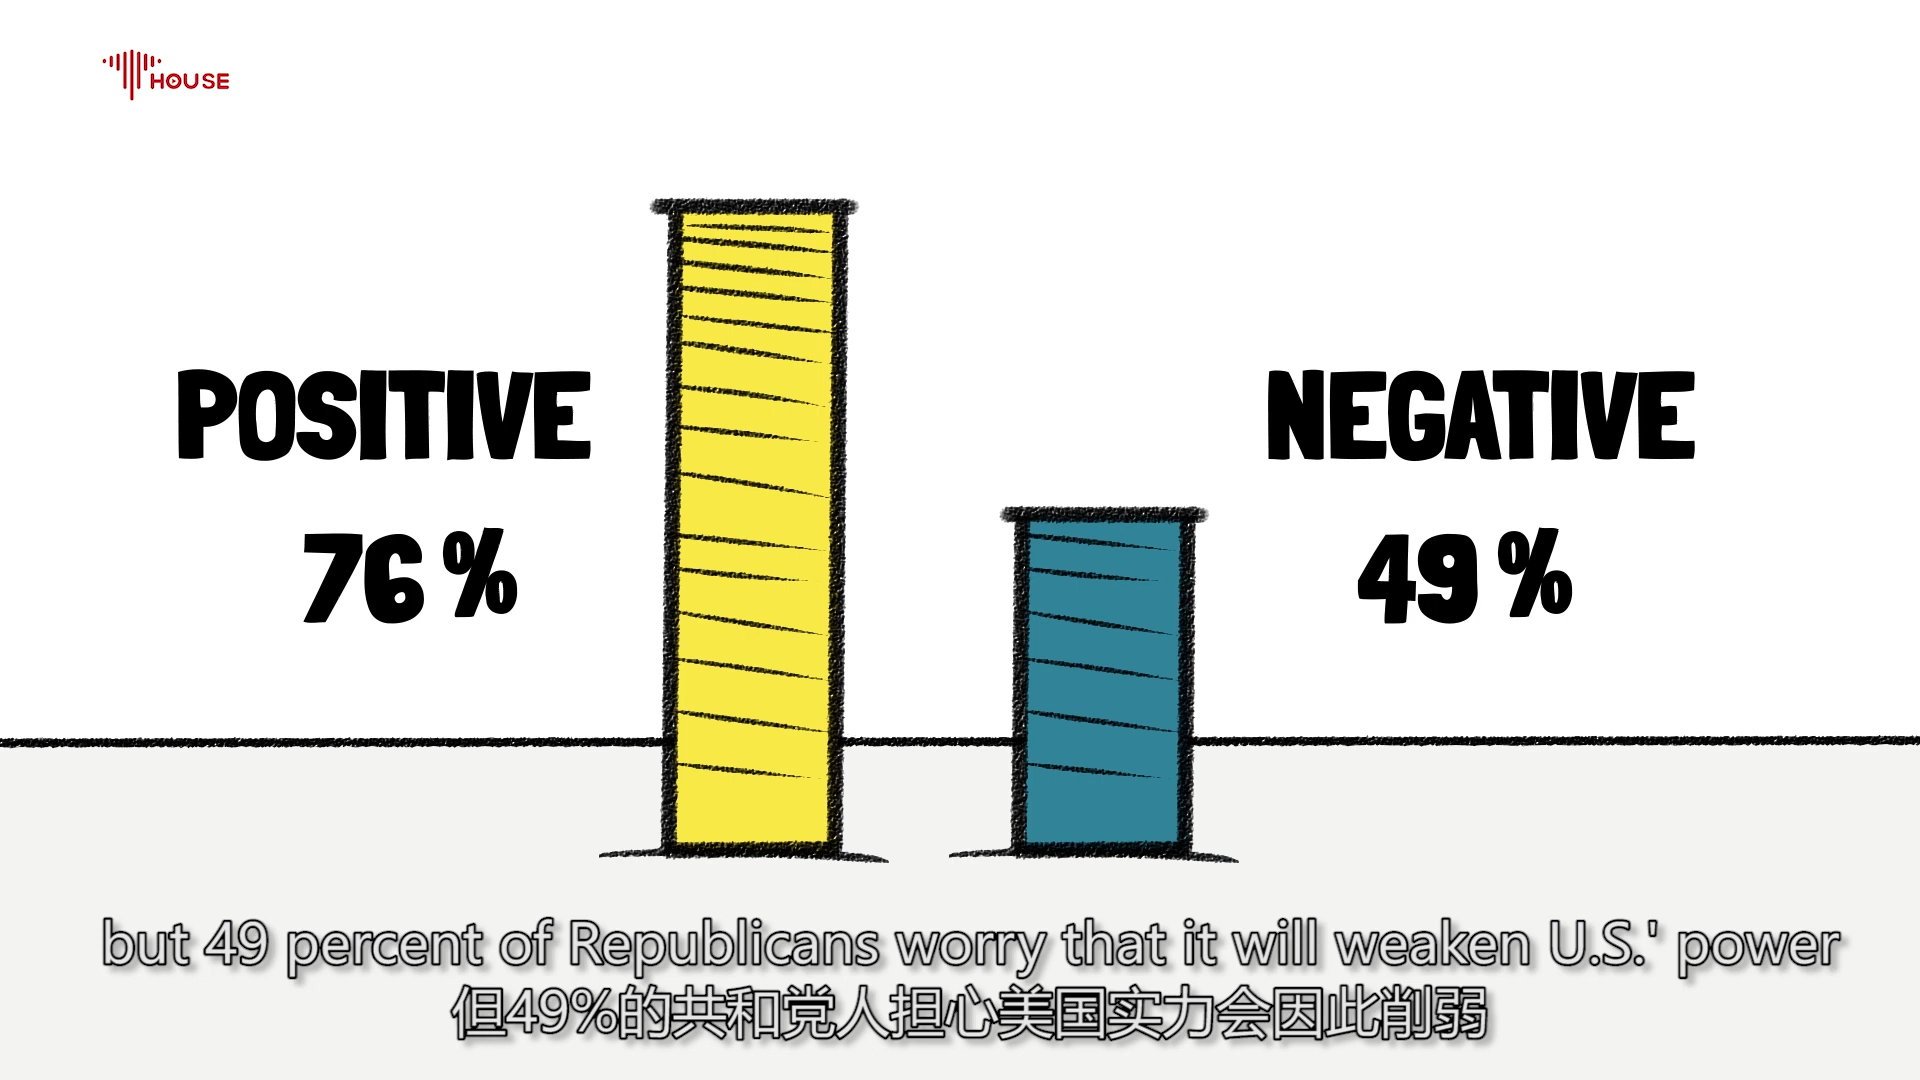 HOUSE
POSITIVE
NEGATIVE
76%
49%
but 49 percent of Republicans worry that it will weaken U.S.' power
但49%的共和党人担心美国实力会因此削弱